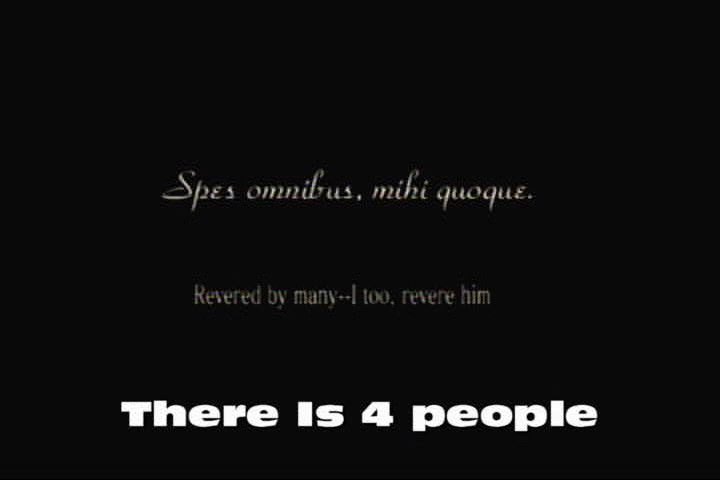 Spes omnibus, mihi quoque.
Revered by many--I too, revere him
There Is 4 people